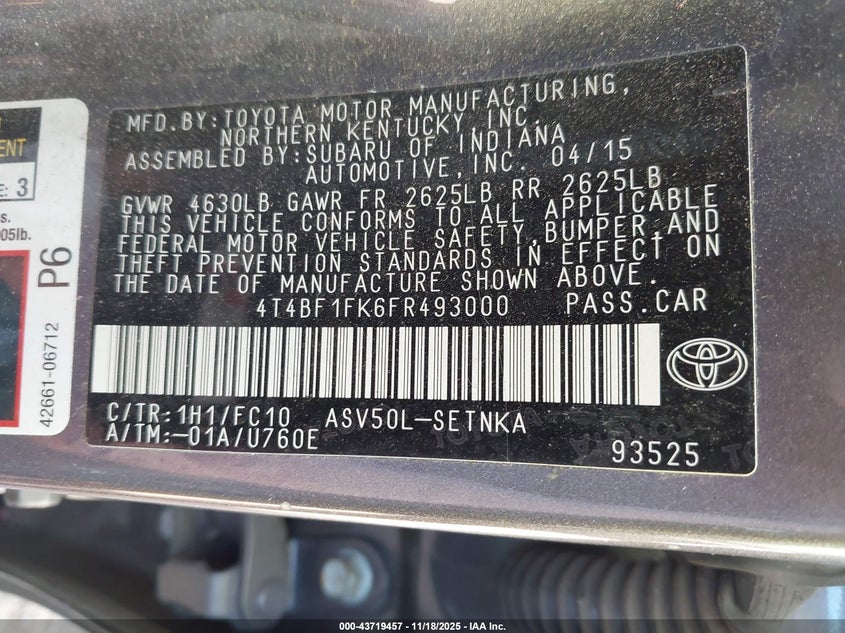 MFD.BY:TOYOTA MOTOR MANUFACTURING,
NORTHERN KENTUCKY, INC.
ASSEMBLED BY:SUBARU OF INDIANA
AUTOMOTIVE,INC. 04/15
GVWR 4630LB GAWR FR 2625LB RR 2625LB
THIS VEHICLE CONFORMS TO ALL APPLICABLE
FEDERAL MOTOR VEHICLE SAFETY,BUMPER,AND
THEFT PREVENTION STANDARDS IN EFFECT ON
THE DATE OF MANUFACTURE SHOWN ABOVE.
4T4BF1FK6FR493000 PASS.CAR
C/TR:1H1/FC10 ASV50L-SETNKA
A/TM:-01A/U760E
93525
ENT
E: 3
s.
005lb.
P6
42661-06712
000-43719457 - 11/18/2025 - IAA Inc.